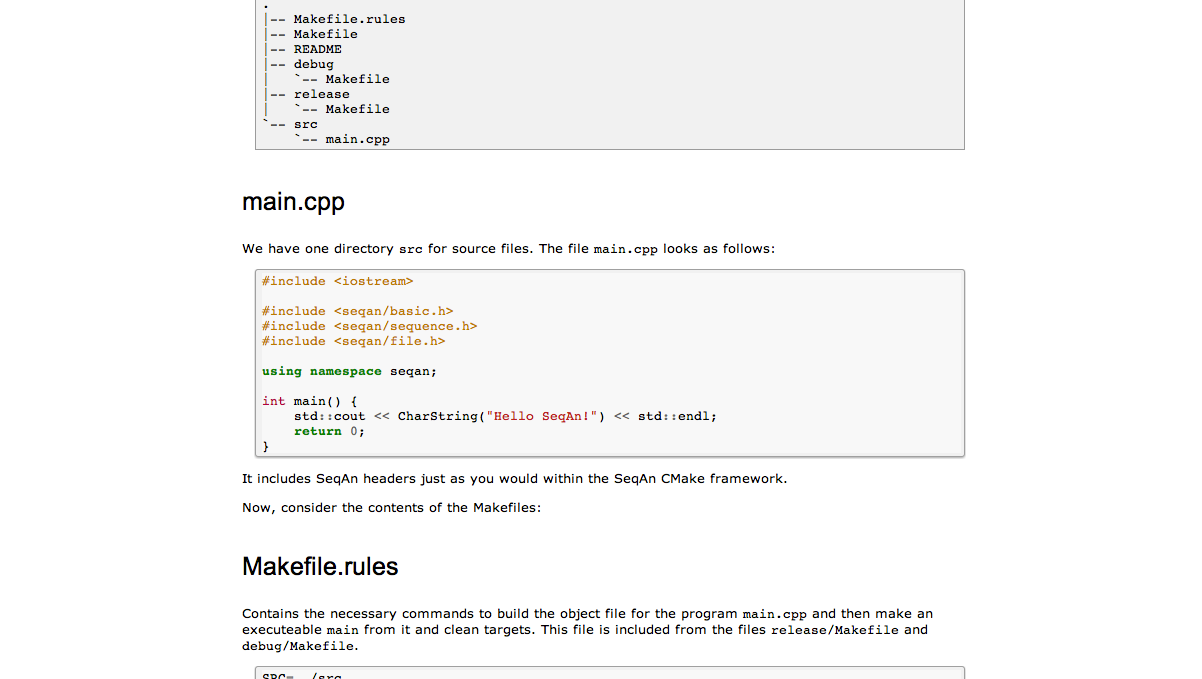 .
|-- Makefile.rules
|-- Makefile
|-- README
|-- debug
|   `-- Makefile
|-- release
|   `-- Makefile
`-- src
    `-- main.cpp
main.cpp
We have one directory src for source files. The file main.cpp looks as follows:
#include <iostream>
#include <seqan/basic.h>
#include <seqan/sequence.h>
#include <seqan/file.h>
using namespace seqan;
int main() {
    std::cout << CharString("Hello SeqAn!") << std::endl;
    return 0;
}
It includes SeqAn headers just as you would within the SeqAn CMake framework.
Now, consider the contents of the Makefiles:
Makefile.rules
Contains the necessary commands to build the object file for the program main.cpp and then make an
executeable main from it and clean targets. This file is included from the files release/Makefile and
debug/Makefile.